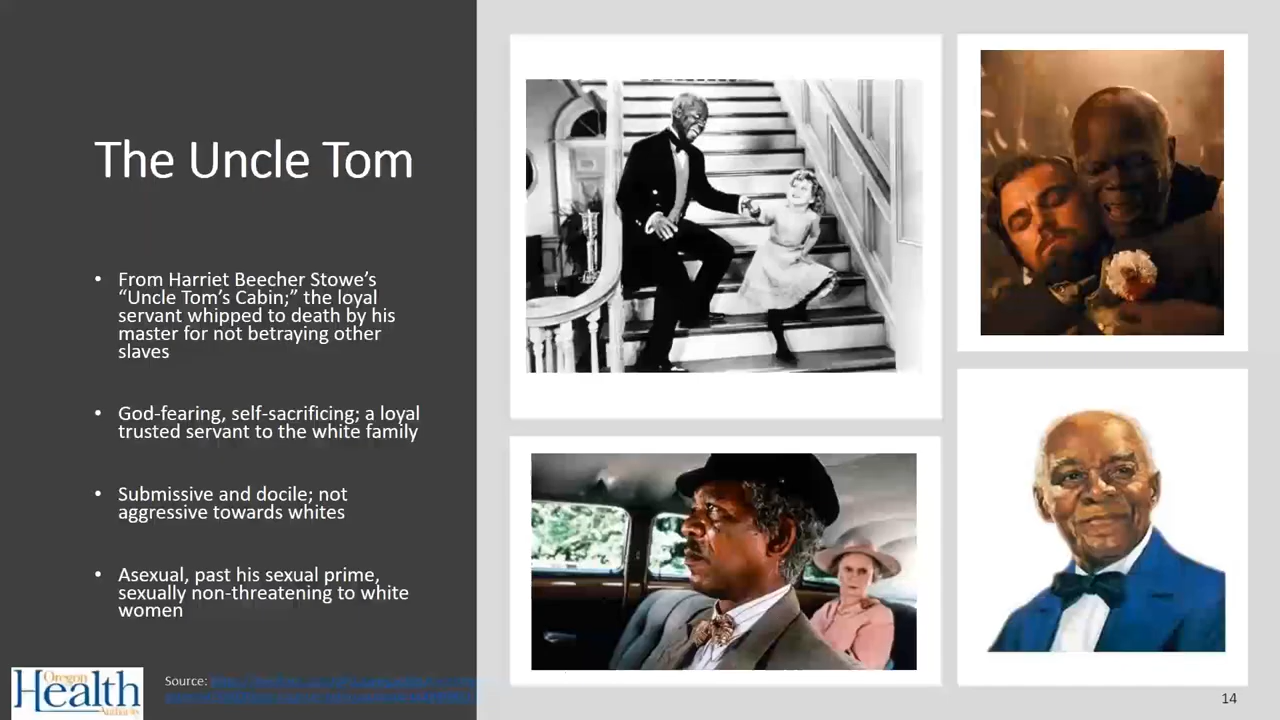 The Uncle Tom
• From Harriet Beecher Stowe’s
“Uncle Tom’s Cabin;” the loyal
servant whipped to death by his
master for not betraying other
slaves
• God-fearing, self-sacrificing; a loyal
trusted servant to the white family
• Submissive and docile; not
aggressive towards whites
• Asexual, past his sexual prime,
sexually non-threatening to white
women
Oregon
Health
Authority
Source:
14